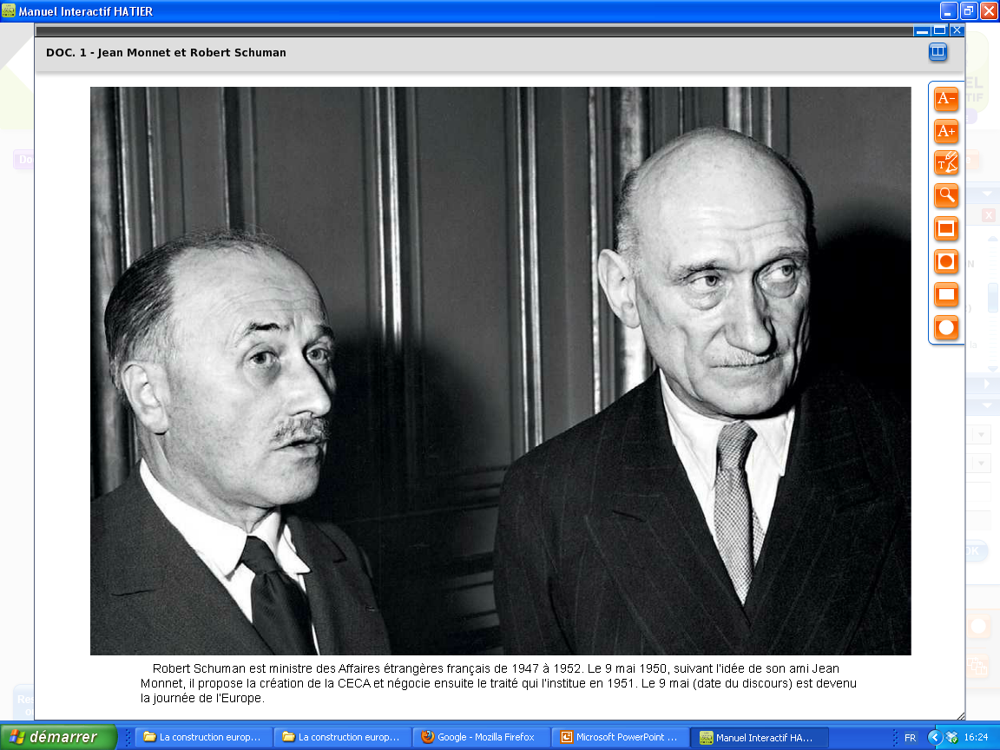 Manuel Interactif HATIER
DOC. 1 - Jean Monnet et Robert Schuman
A-
A+
T
Robert Schuman est ministre des Affaires étrangères français de 1947 à 1952. Le 9 mai 1950, suivant l'idée de son ami Jean
Monnet, il propose la création de la CECA et négocie ensuite le traité qui l'institue en 1951. Le 9 mai (date du discours) est devenu
la journée de l'Europe.
OK
démarrer
La construction europ...
La construction europ...
Google - Mozilla Firefox
Microsoft PowerPoint ...
Manuel Interactif HA...
FR
16:24